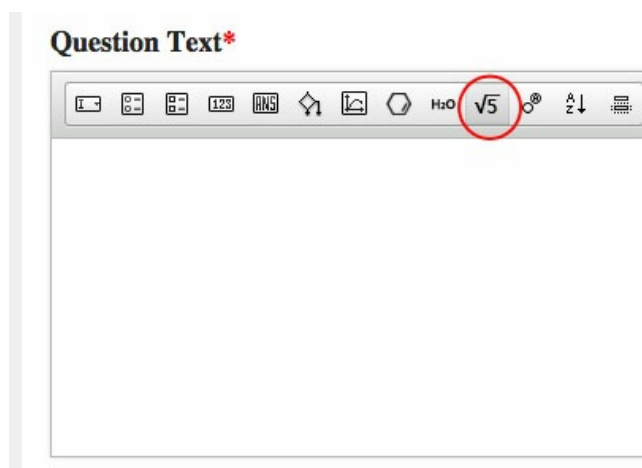 Question Text*
123 ANS H₂O √5 ® A
Z